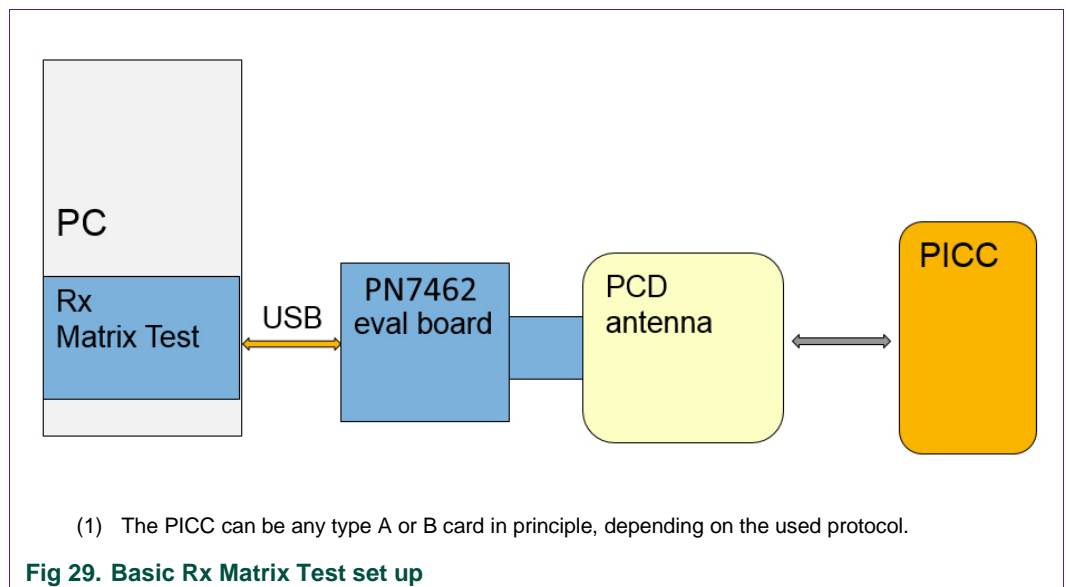 PC
Rx
Matrix Test
USB
PN7462
eval board
PCD
antenna
PICC
(1) The PICC can be any type A or B card in principle, depending on the used protocol.
Fig 29. Basic Rx Matrix Test set up